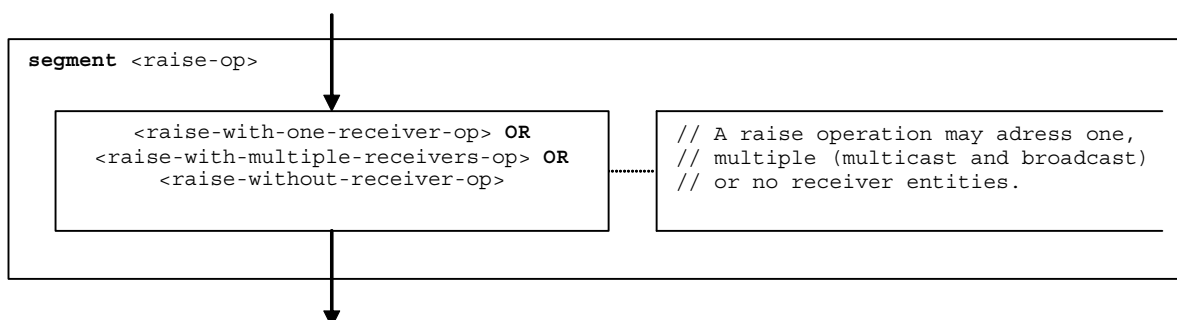 segment <raise-op>
<raise-with-one-receiver-op> OR
<raise-with-multiple-receivers-op> OR
<raise-without-receiver-op>
// A raise operation may adress one,
// multiple (multicast and broadcast)
// or no receiver entities.